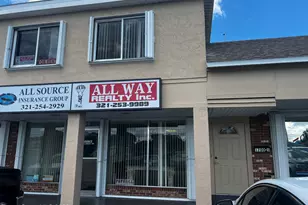 ALL SOURCE
INSURANCE GROUP
321-254-2929
ALL WAY
REALTY Inc.
321-253-9989